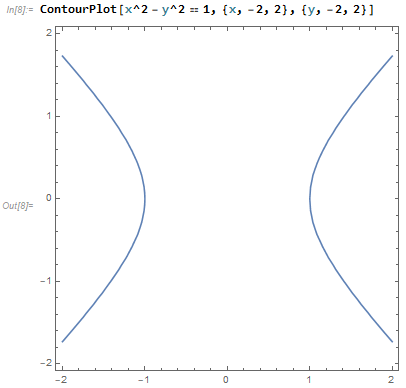 In[8]:= ContourPlot[x^2 - y^2 == 1, {x, -2, 2}, {y, -2, 2}]
2
1
Out[8]= 0
-1
-2
-2 -1 0 1 2